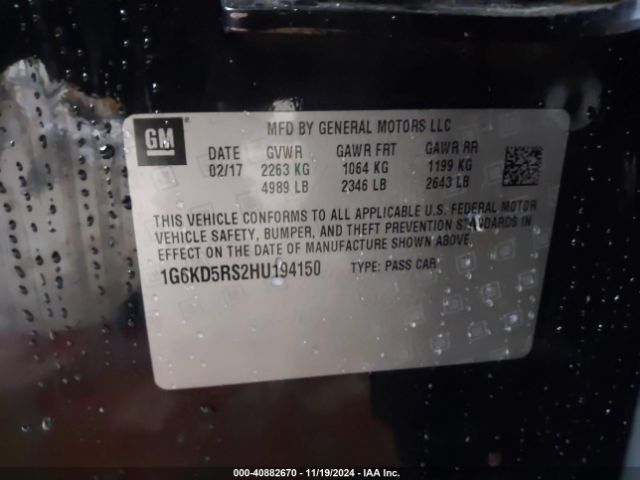 GM
MFD BY GENERAL MOTORS LLC
DATE GVWR GAWR FRT GAWR RR
02/17 2263 KG 1064 KG 1199 KG
4989 LB 2346 LB 2643 LB
THIS VEHICLE CONFORMS TO ALL APPLICABLE U.S. FEDERAL MOTOR
VEHICLE SAFETY, BUMPER, AND THEFT PREVENTION STANDARDS IN
EFFECT ON THE DATE OF MANUFACTURE SHOWN ABOVE.
1G6KD5RS2HU194150 TYPE: PASS CAR
000-40882670 - 11/19/2024 - IAA Inc.